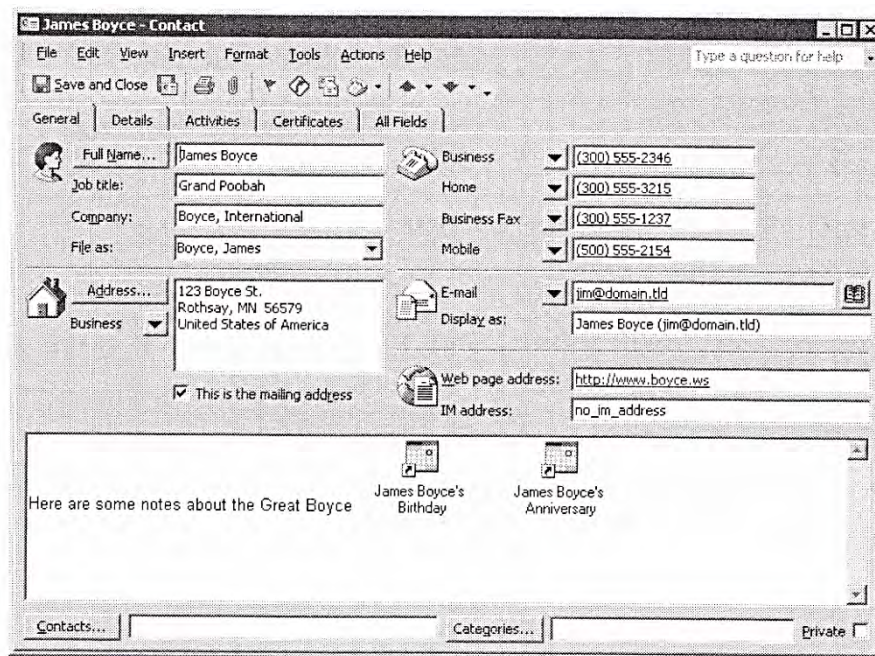 James Boyce - Contact
File Edit View Insert Format Tools Actions Help
Type a question for help
Save and Close
General Details Activities Certificates All Fields
Full Name... James Boyce
Job title: Grand Poobah
Company: Boyce, International
File as: Boyce, James
Business (300) 555-2346
Home (300) 555-3215
Business Fax (300) 555-1237
Mobile (500) 555-2154
Address... 123 Boyce St.
Rothsay, MN 56579
Business United States of America
This is the mailing address
E-mail jim@domain.tld
Display as: James Boyce (jim@domain.tld)
Web page address: http://www.boyce.ws
IM address: no_im_address
Here are some notes about the Great Boyce
James Boyce's
Birthday
James Boyce's
Anniversary
Contacts... Categories... Private